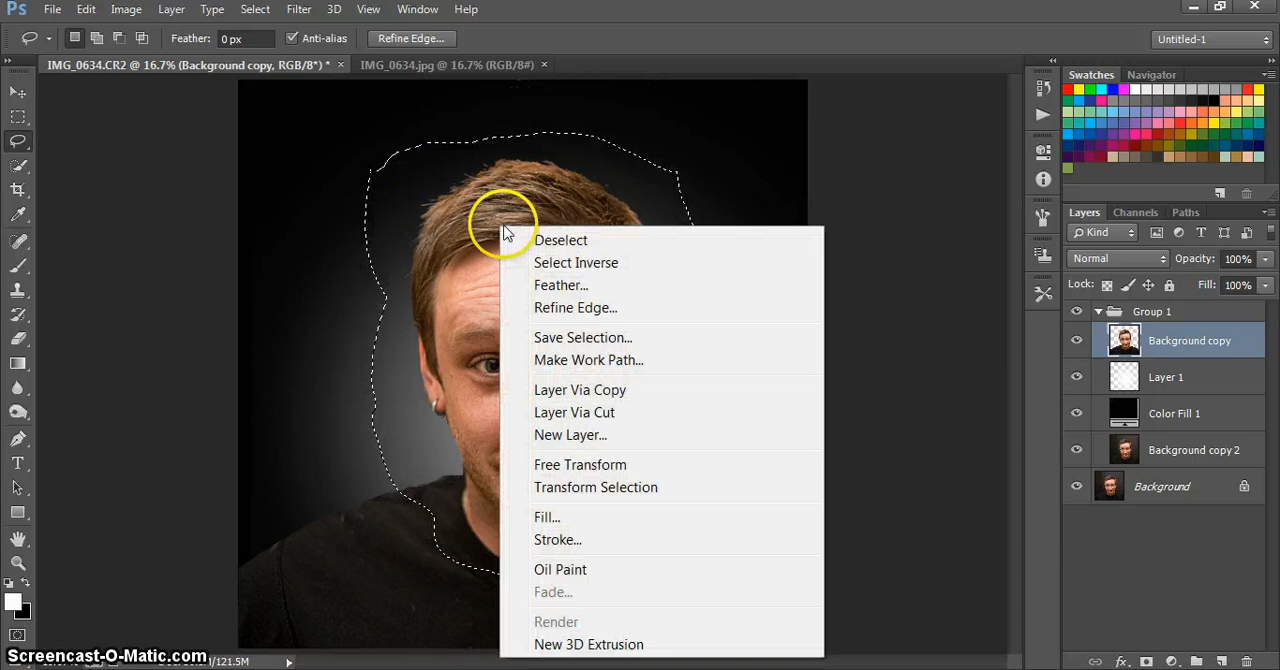 Ps File Edit Image Layer Type Select Filter 3D View Window Help
Feather: 0 px Anti-alias Refine Edge... Untitled-1
IMG_0634.CR2 @ 16.7% (Background copy, RGB/8*) * × IMG_0634.jpg @ 16.7% (RGB/8#) ×
Swatches Navigator
Deselect
Select Inverse
Feather...
Refine Edge...
Save Selection...
Make Work Path...
Layer Via Copy
Layer Via Cut
New Layer...
Free Transform
Transform Selection
Fill...
Stroke...
Oil Paint
Fade...
Render
New 3D Extrusion
Layers Channels Paths
Kind
Normal Opacity: 100%
Lock: Fill: 100%
Group 1
Background copy
Layer 1
Color Fill 1
Background copy 2
Background
Screencast-O-Matic.com